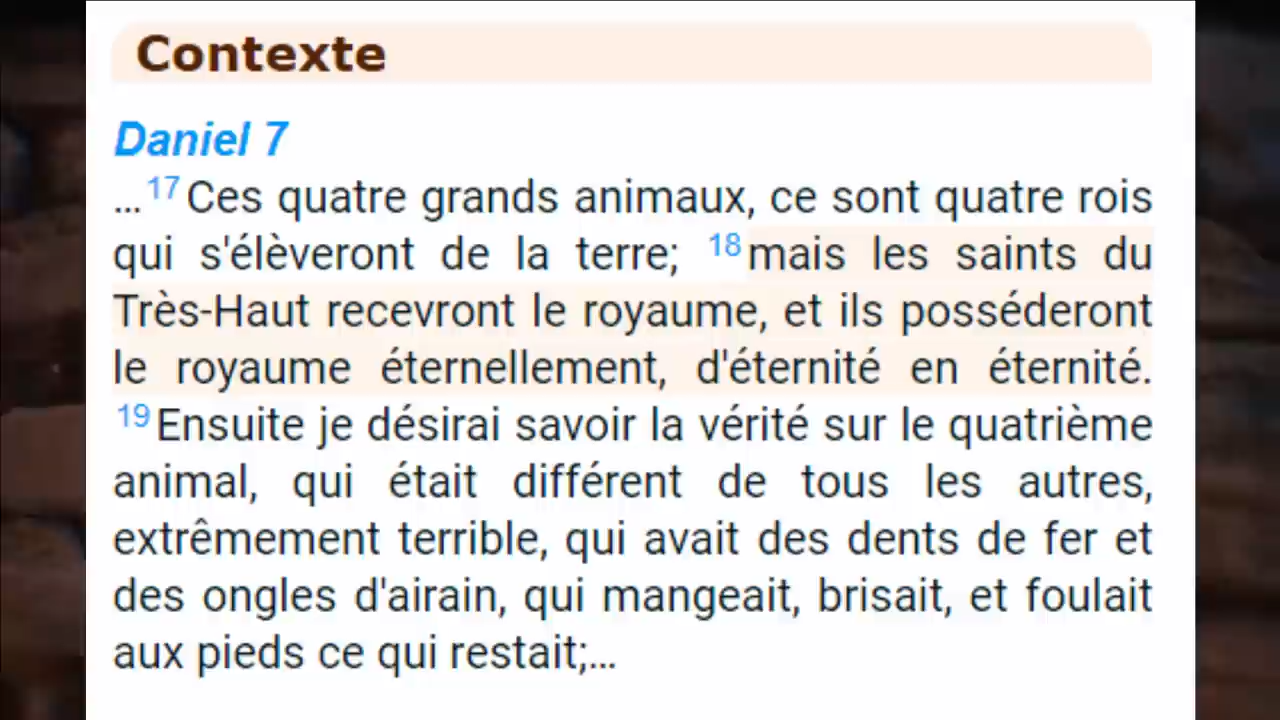 Contexte
Daniel 7
...17 Ces quatre grands animaux, ce sont quatre rois
qui s'élèveront de la terre; 18 mais les saints du
Très-Haut recevront le royaume, et ils posséderont
le royaume éternellement, d'éternité en éternité.
19 Ensuite je désirai savoir la vérité sur le quatrième
animal, qui était différent de tous les autres,
extrêmement terrible, qui avait des dents de fer et
des ongles d'airain, qui mangeait, brisait, et foulait
aux pieds ce qui restait;...